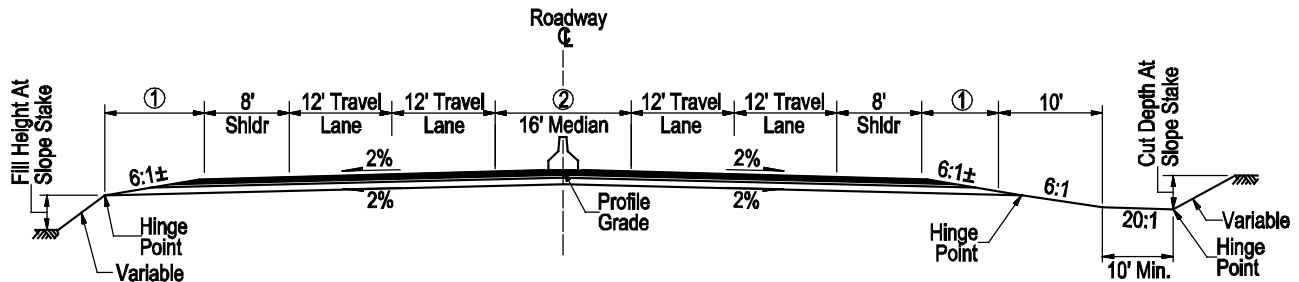 Roadway
℄
Fill Height At
Slope Stake
①
8'
Shldr
12' Travel
Lane
12' Travel
Lane
②
16' Median
12' Travel
Lane
12' Travel
Lane
8'
Shldr
①
10'
Cut Depth At
Slope Stake
6:1±
2%
2%
6:1±
6:1
2%
2%
20:1
Hinge
Point
Variable
Profile
Grade
Hinge
Point
Variable
Hinge
Point
10' Min.